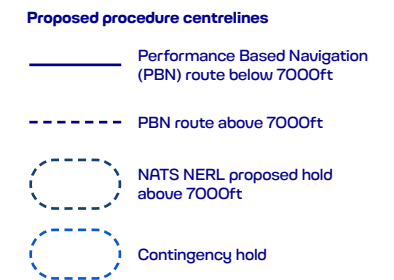 Proposed procedure centrelines
Performance Based Navigation
(PBN) route below 7000ft
PBN route above 7000ft
NATS NERL proposed hold
above 7000ft
Contingency hold